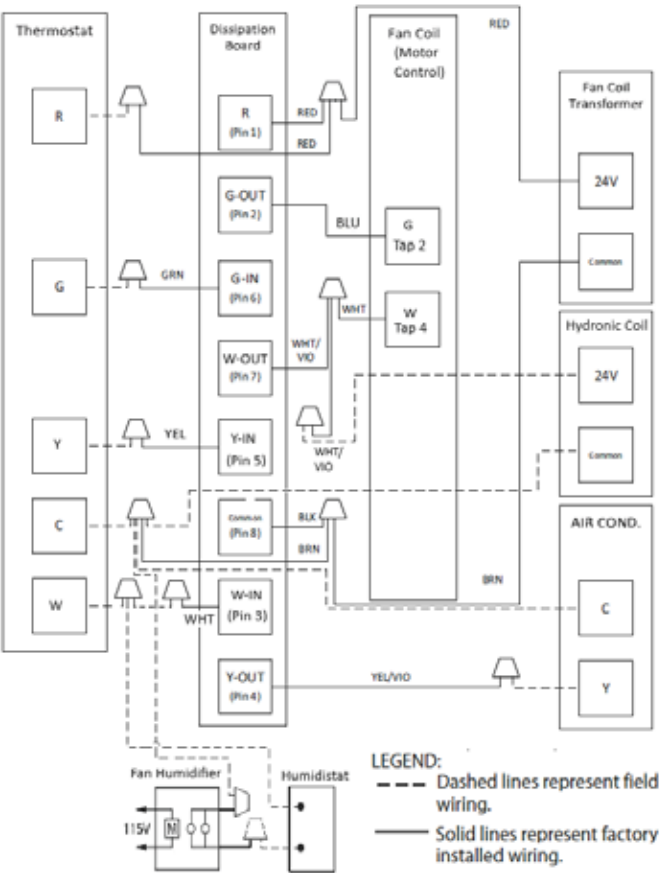 Thermostat
R
G
Y
C
W
Dissipation
Board
R
(Pin 1)
G-OUT
(Pin 2)
G-IN
(Pin 6)
W-OUT
(Pin 7)
Y-IN
(Pin 5)
Common
(Pin 8)
W-IN
(Pin 3)
Y-OUT
(Pin 4)
RED
RED
BLU
GRN
WHT
WHT/
VIO
YEL
WHT/
VIO
BLK
BRN
WHT
YEL/VIO
Fan Coil
(Motor
Control)
G
Tap 2
W
Tap 4
RED
BRN
Fan Coil
Transformer
24V
Common
Hydronic Coil
24V
Common
AIR COND.
C
Y
Fan Humidifier
115V
N
Humidistat
LEGEND:
Dashed lines represent field
wiring.
Solid lines represent factory
installed wiring.